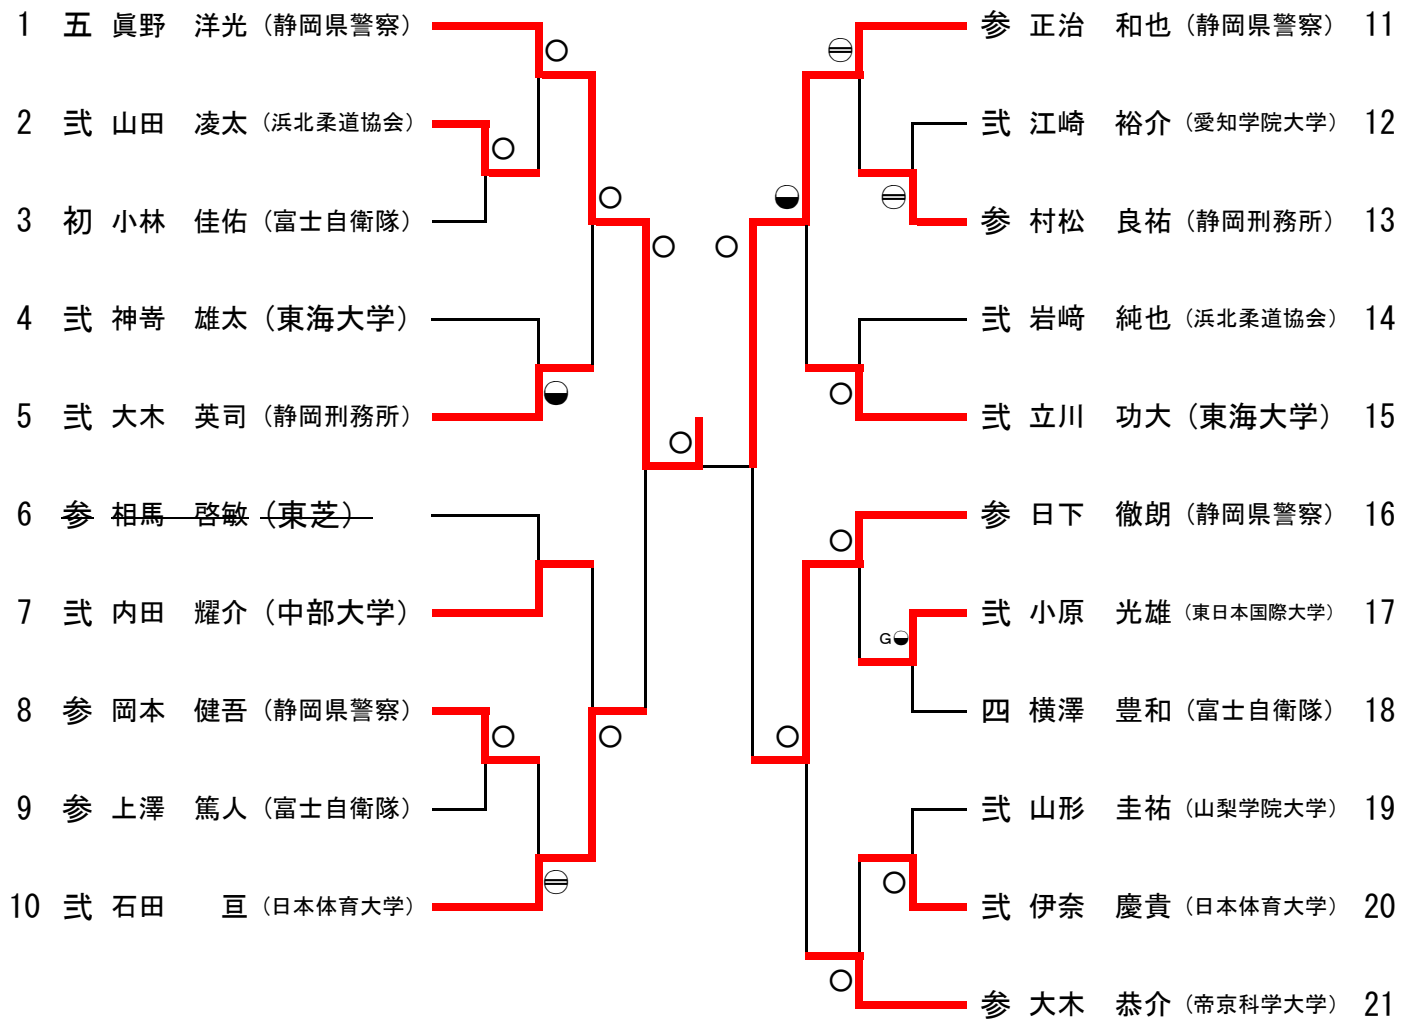 1 五 眞野 洋光 (静岡県警察)
2 弐 山田 凌太 (浜北柔道協会)
3 初 小林 佳佑 (富士自衛隊)
4 弐 神嵜 雄太 (東海大学)
5 弐 大木 英司 (静岡刑務所)
6 参 相馬 啓敏 (東芝)
7 弐 内田 耀介 (中部大学)
8 参 岡本 健吾 (静岡県警察)
9 参 上澤 篤人 (富士自衛隊)
10 弐 石田 亘 (日本体育大学)
参 正治 和也 (静岡県警察) 11
弐 江崎 裕介 (愛知学院大学) 12
参 村松 良祐 (静岡刑務所) 13
弐 岩﨑 純也 (浜北柔道協会) 14
弐 立川 功大 (東海大学) 15
参 日下 徹朗 (静岡県警察) 16
弐 小原 光雄 (東日本国際大学) 17
G
四 横澤 豊和 (富士自衛隊) 18
弐 山形 圭祐 (山梨学院大学) 19
弐 伊奈 慶貴 (日本体育大学) 20
参 大木 恭介 (帝京科学大学) 21